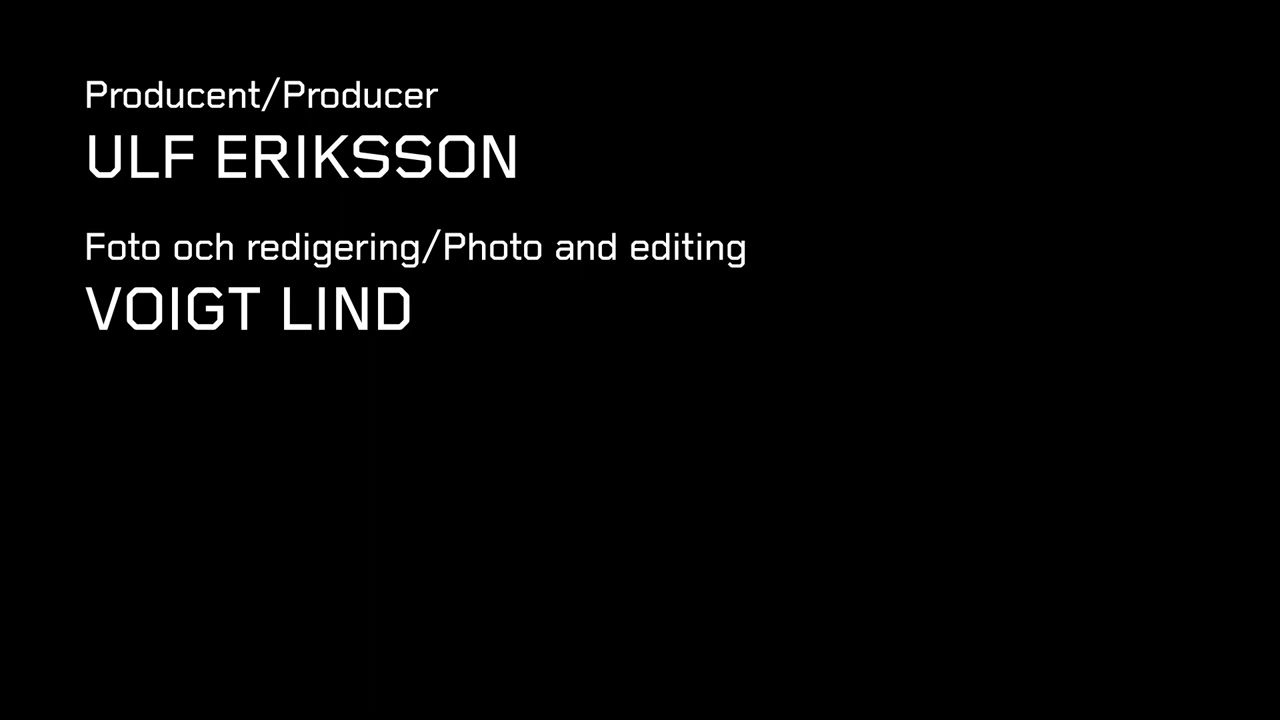 Producent/Producer
ULF ERIKSSON
Foto och redigering/Photo and editing
VOIGT LIND